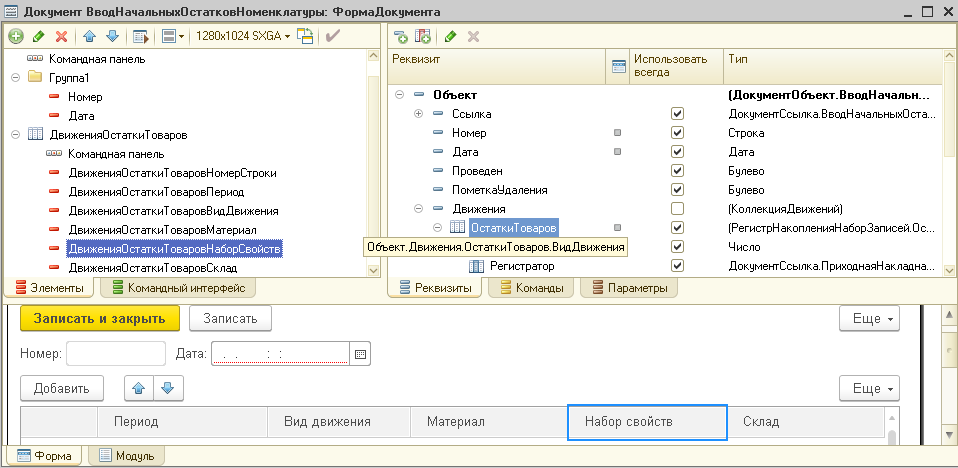 Документ ВводНачальныхОстатковНоменклатуры: ФормаДокумента
1280x1024 SXGA
Командная панель
Группа1
Номер
Дата
ДвиженияОстаткиТоваров
Командная панель
ДвиженияОстаткиТоваровНомерСтроки
ДвиженияОстаткиТоваровПериод
ДвиженияОстаткиТоваровВидДвижения
ДвиженияОстаткиТоваровМатериал
ДвиженияОстаткиТоваровНаборСвойств
ДвиженияОстаткиТоваровСклад
Элементы Командный интерфейс
Реквизит Использовать всегда Тип
Объект (ДокументОбъект.ВводНачальн...
Ссылка ДокументСсылка.ВводНачальныхОста...
Номер Строка
Дата Дата
Проведен Булево
ПометкаУдаления Булево
Движения (КоллекцияДвижений)
ОстаткиТоваров (РегистрНакопленияНаборЗаписей.Ос...
Объект.Движения.ОстаткиТоваров.ВидДвижения Число
Регистратор ДокументСсылка.ПриходнаяНакладна...
Реквизиты Команды Параметры
Записать и закрыть Записать Еще
Номер: Дата: . . : :
Добавить Еще
Период Вид движения Материал Набор свойств Склад
Форма Модуль